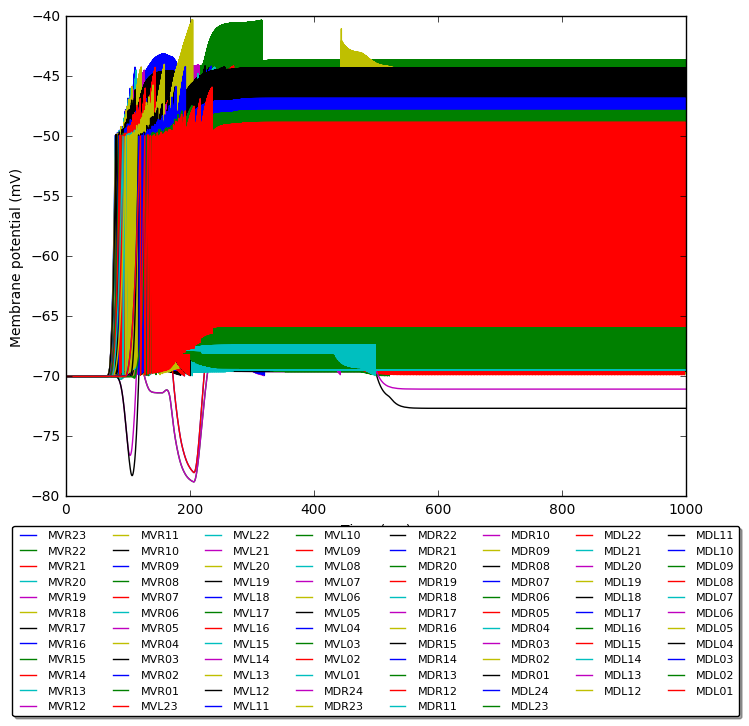 −40
−45
−50
−55
−60
−65
−70
−75
−80
Membrane potential (mV)
0 200 400 600 800 1000
MVR23 MVR11 MVL22 MVL10 MDR22 MDR10 MDL22 MDL11
MVR22 MVR10 MVL21 MVL09 MDR21 MDR09 MDL21 MDL10
MVR21 MVR09 MVL20 MVL08 MDR20 MDR08 MDL20 MDL09
MVR20 MVR08 MVL19 MVL07 MDR19 MDR07 MDL19 MDL08
MVR19 MVR07 MVL18 MVL06 MDR18 MDR06 MDL18 MDL07
MVR18 MVR06 MVL17 MVL05 MDR17 MDR05 MDL17 MDL06
MVR17 MVR05 MVL16 MVL04 MDR16 MDR04 MDL16 MDL05
MVR16 MVR04 MVL15 MVL03 MDR15 MDR03 MDL15 MDL04
MVR15 MVR03 MVL14 MVL02 MDR14 MDR02 MDL14 MDL03
MVR14 MVR02 MVL13 MVL01 MDR13 MDR01 MDL13 MDL02
MVR13 MVR01 MVL12 MDR24 MDR12 MDL24 MDL12 MDL01
MVR12 MVL23 MVL11 MDR23 MDR11 MDL23